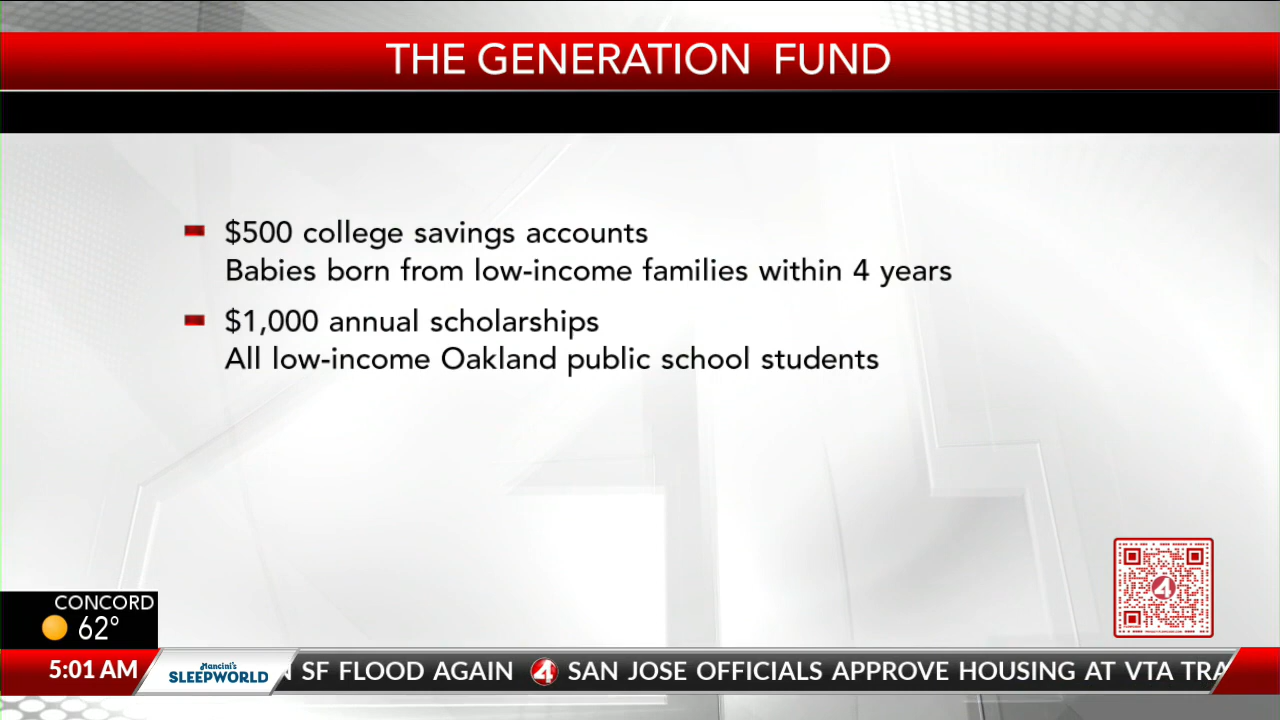 THE GENERATION FUND
$500 college savings accounts
Babies born from low-income families within 4 years
$1,000 annual scholarships
All low-income Oakland public school students
CONCORD
62°
5:01 AM
Mancini's
SLEEPWORLD
SF FLOOD AGAIN 4 SAN JOSE OFFICIALS APPROVE HOUSING AT VTA TRA
4